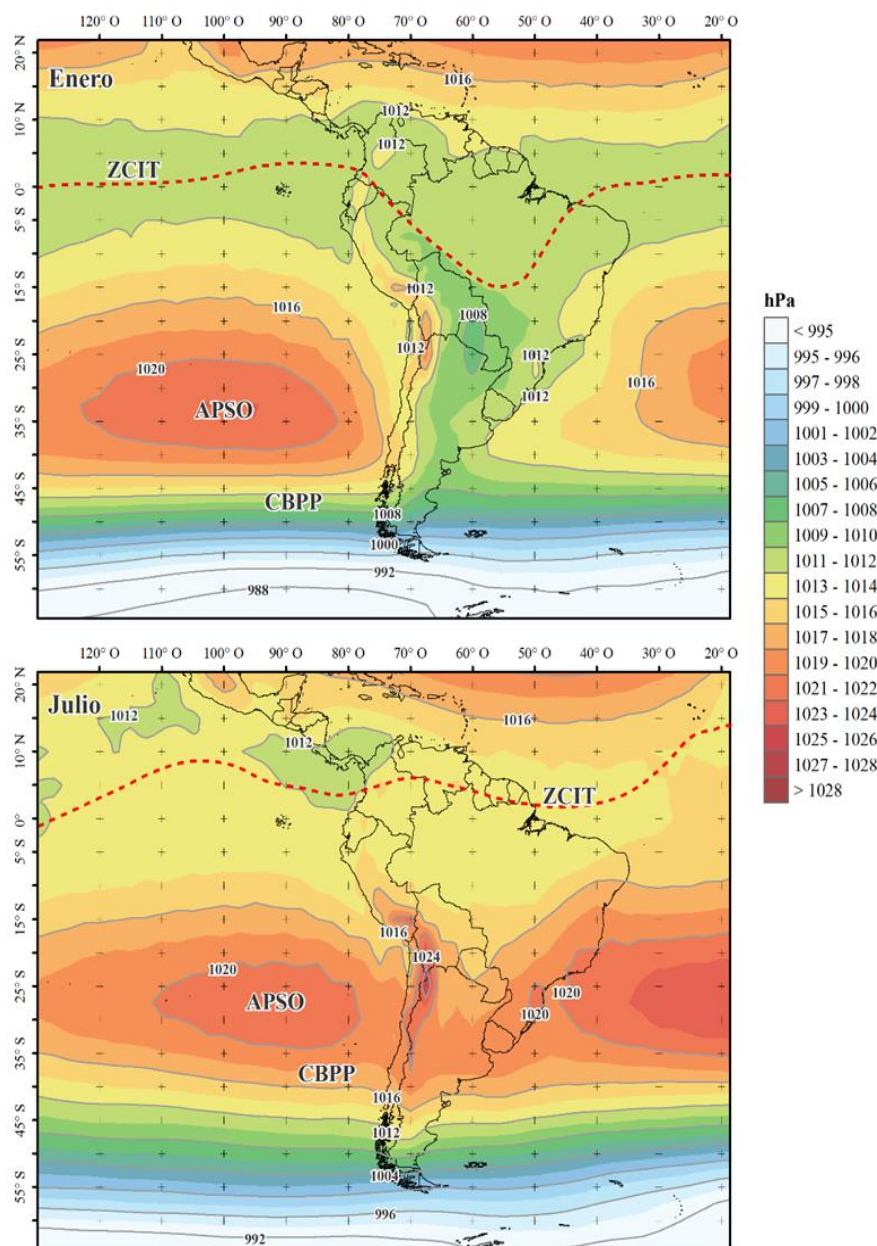 120° O 110° O 100° O 90° O 80° O 70° O 60° O 50° O 40° O 30° O 20° O
20° N
10° N
0°
5°S
15°S
25°S
35°S
45°S
55°S
Enero
1016
1012
1012
ZCIT
1012
1016
1008
1012
1020
1012
1016
1012
APSO
CBPP
1008
1000
992
988
hPa
< 995
995 - 996
997 - 998
999 - 1000
1001 - 1002
1003 - 1004
1005 - 1006
1007 - 1008
1009 - 1010
1011 - 1012
1013 - 1014
1015 - 1016
1017 - 1018
1019 - 1020
1021 - 1022
1023 - 1024
1025 - 1026
1027 - 1028
> 1028
120° O 110° O 100° O 90° O 80° O 70° O 60° O 50° O 40° O 30° O 20° O
20° N
10° N
0°
5°S
15°S
25°S
35°S
45°S
55°S
Julio
1012
1016
1012
ZCIT
1016
1024
1020
1020
APSO
1020
CBPP
1016
1012
1004
996
992